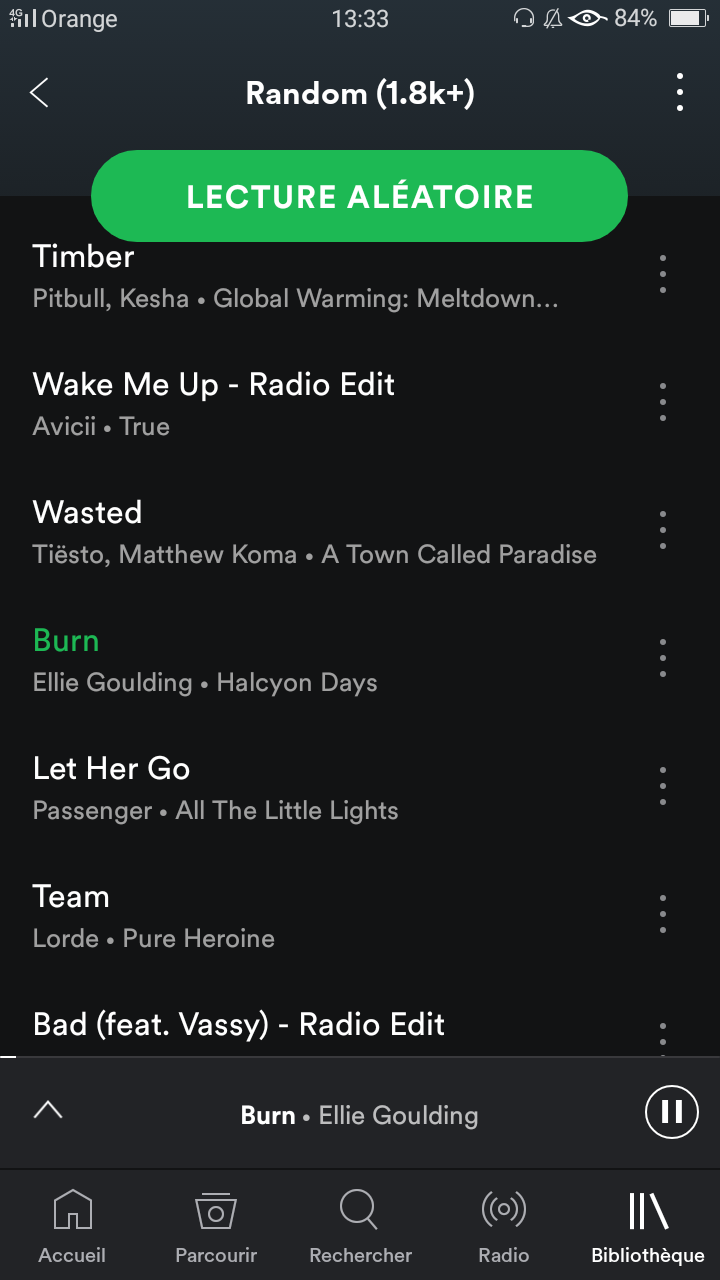 4G Orange 13:33 84%
Random (1.8k+)
LECTURE ALÉATOIRE
Timber
Pitbull, Kesha • Global Warming: Meltdown...
Wake Me Up - Radio Edit
Avicii • True
Wasted
Tiësto, Matthew Koma • A Town Called Paradise
Burn
Ellie Goulding • Halcyon Days
Let Her Go
Passenger • All The Little Lights
Team
Lorde • Pure Heroine
Bad (feat. Vassy) - Radio Edit
Burn • Ellie Goulding
Accueil Parcourir Rechercher Radio Bibliothèque